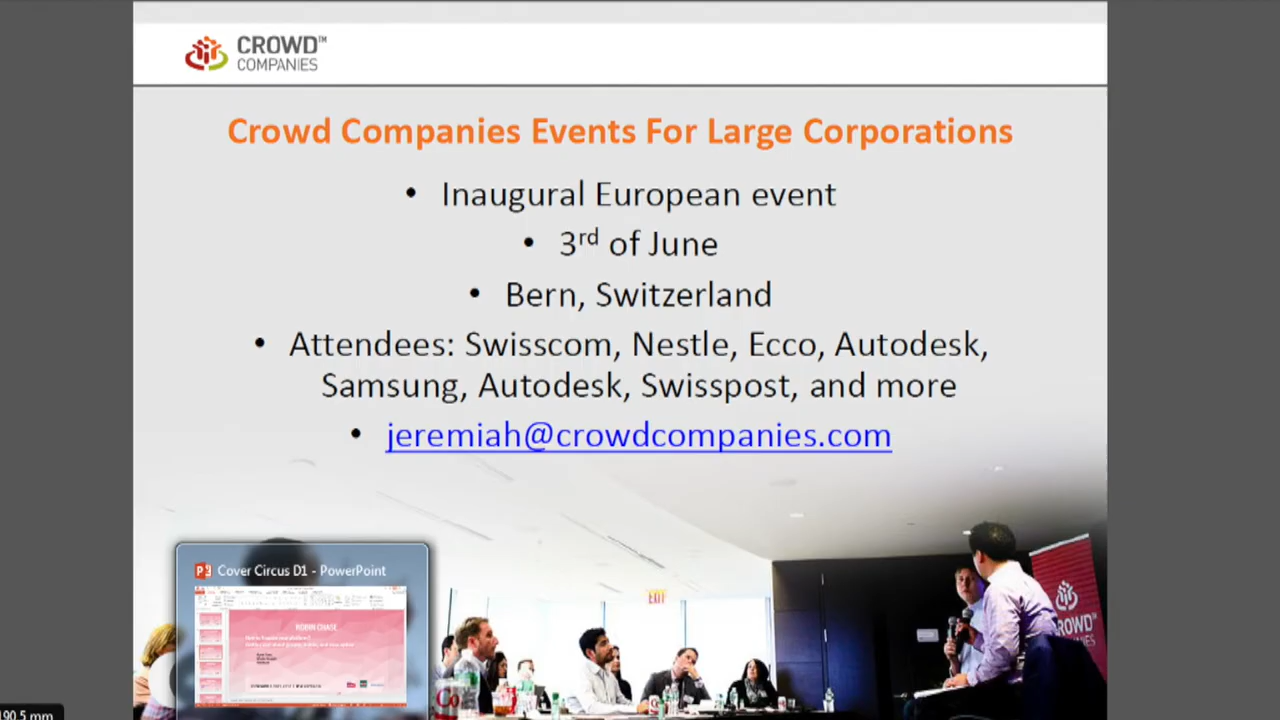 CROWD™
COMPANIES
Crowd Companies Events For Large Corporations
• Inaugural European event
• 3rd of June
• Bern, Switzerland
• Attendees: Swisscom, Nestle, Ecco, Autodesk,
Samsung, Autodesk, Swisspost, and more
• jeremiah@crowdcompanies.com
Cover Circus D1 - PowerPoint
ROBIN CHASE
EXIT
CROWD™
COMPANIES
190.5 mm